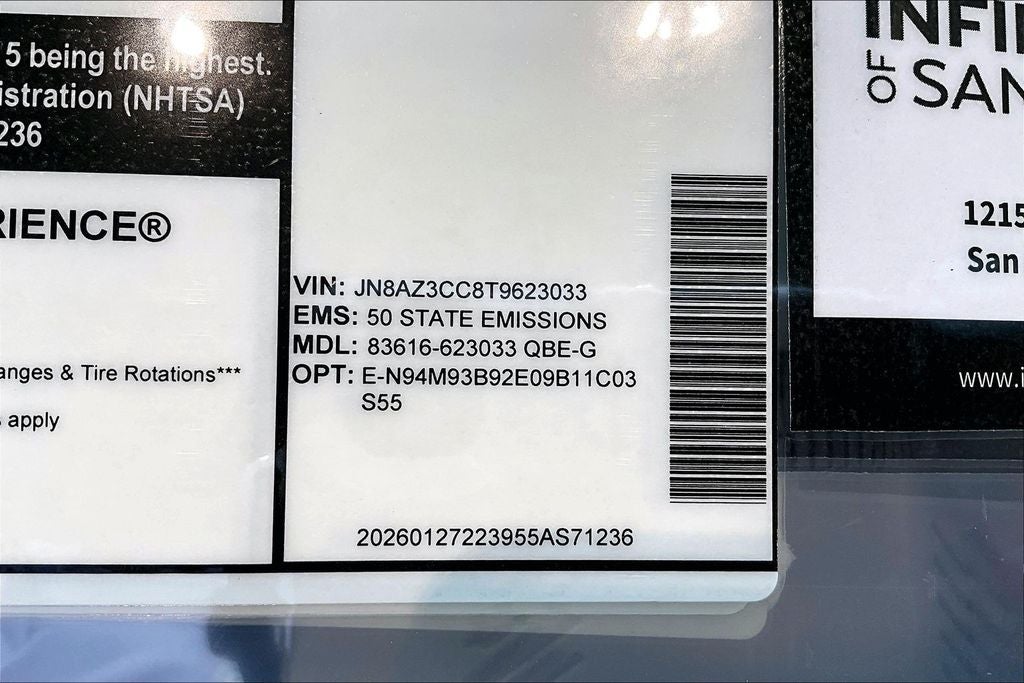 5 being the highest.
istration (NHTSA)
236
RIENCE®
anges & Tire Rotations***
apply
VIN: JN8AZ3CC8T9623033
EMS: 50 STATE EMISSIONS
MDL: 83616-623033 QBE-G
OPT: E-N94M93B92E09B11C03
S55
20260127223955AS71236
INFI
OF SAN
1215
San
www.i